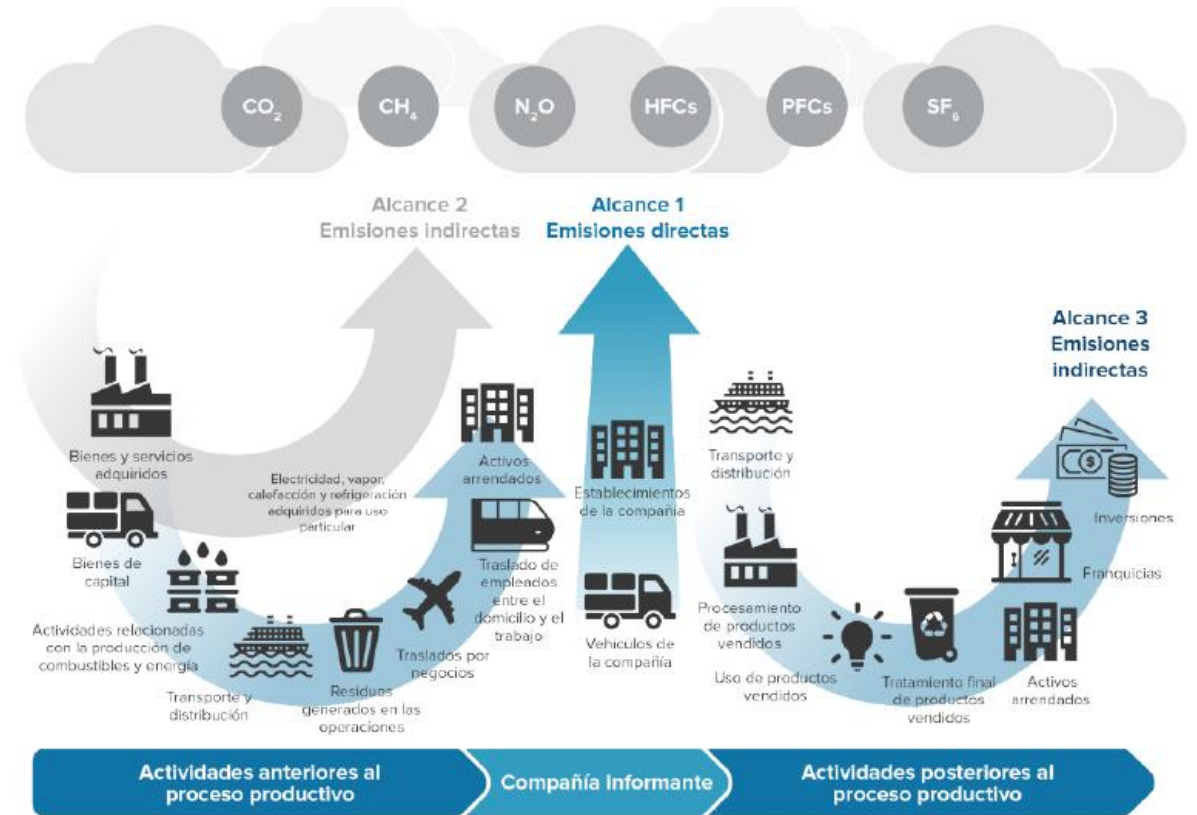 CO₂
CH₄
N₂O
HFCs
PFCs
SF₆
Alcance 2
Emisiones indirectas
Alcance 1
Emisiones directas
Alcance 3
Emisiones
indirectas
Bienes y servicios
adquiridos
Bienes de
capital
Actividades relacionadas
con la producción de
combustibles y energía
Transporte y
distribución
Residuos
generados en las
operaciones
Traslados por
negocios
Traslado de
empleados
entre el
domicilio y el
trabajo
Activos
arrendados
Electricidad, vapor,
calefacción y refrigeración
adquiridos para uso
particular
Establecimientos
de la compañía
Vehículos de
la compañía
Transporte y
distribución
Procesamiento
de productos
vendidos
Uso de productos
vendidos
Tratamiento final
de productos
vendidos
Activos
arrendados
Franquicias
Inversiones
Actividades anteriores al
proceso productivo
Compañía Informante
Actividades posteriores al
proceso productivo